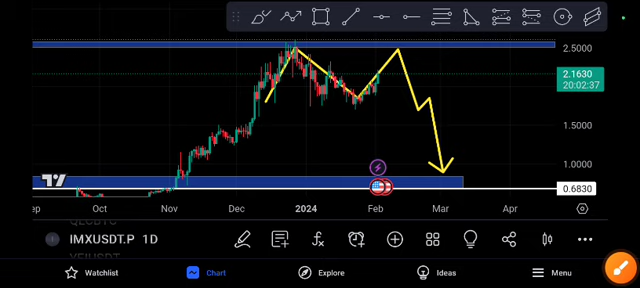 2.5000
2.1630
20:02:37
1.5000
1.0000
0.6830
Oct Nov Dec 2024 Feb Mar Apr
IMXUSDT.P 1D
Watchlist Chart Explore Ideas Menu